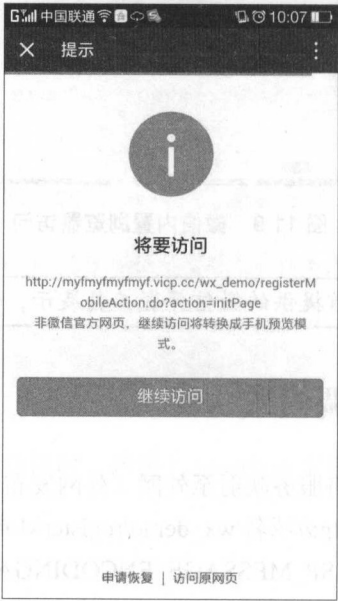 中国联通 10:07
提示
将要访问
http://myfmyfmyfmyf.vicp.cc/wx_demo/registerM
obileAction.do?action=initPage
非微信官方网页，继续访问将转换成手机预览模
式。
继续访问
申请恢复 | 访问原网页